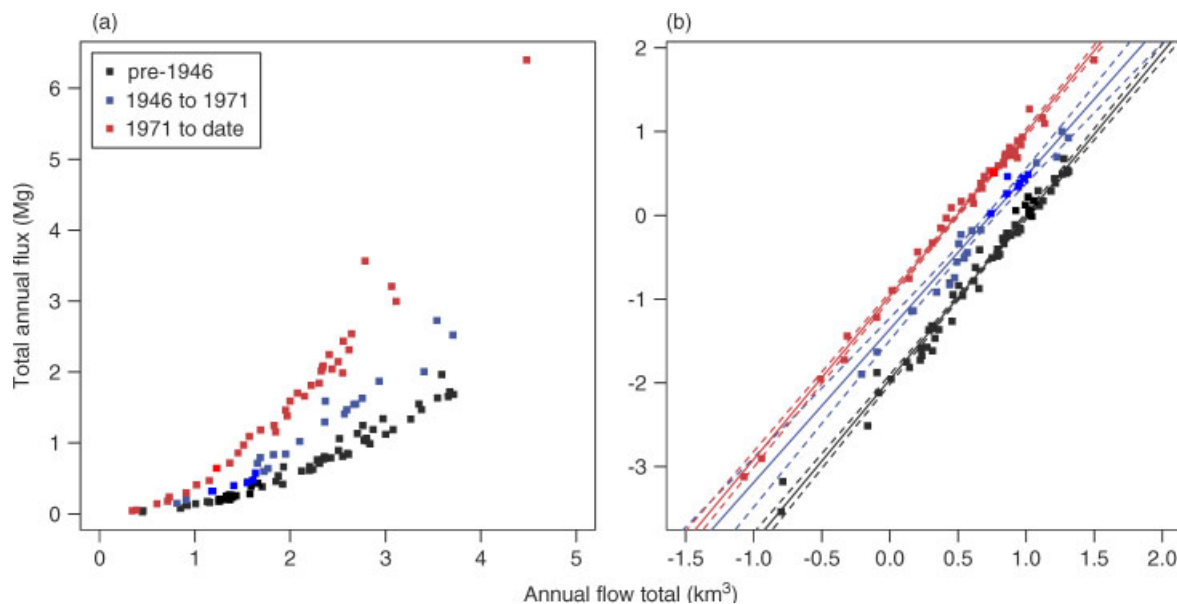 (a)
(b)
pre-1946
1946 to 1971
1971 to date
Total annual flux (Mg)
6
5
4
3
2
1
0
0 1 2 3 4 5
2
1
0
-1
-2
-3
-1.5 -1.0 -0.5 0.0 0.5 1.0 1.5 2.0
Annual flow total (km³)